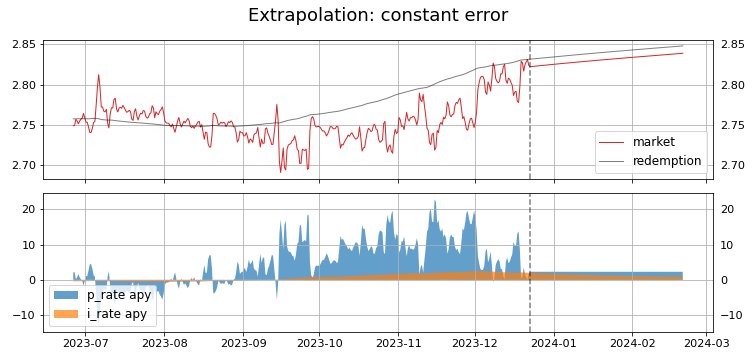 Extrapolation: constant error
2.85 2.85
2.80 2.80
2.75 2.75
2.70 2.70
market
redemption
20 20
10 10
0 0
−10 −10
p_rate apy
i_rate apy
2023-07 2023-08 2023-09 2023-10 2023-11 2023-12 2024-01 2024-02 2024-03